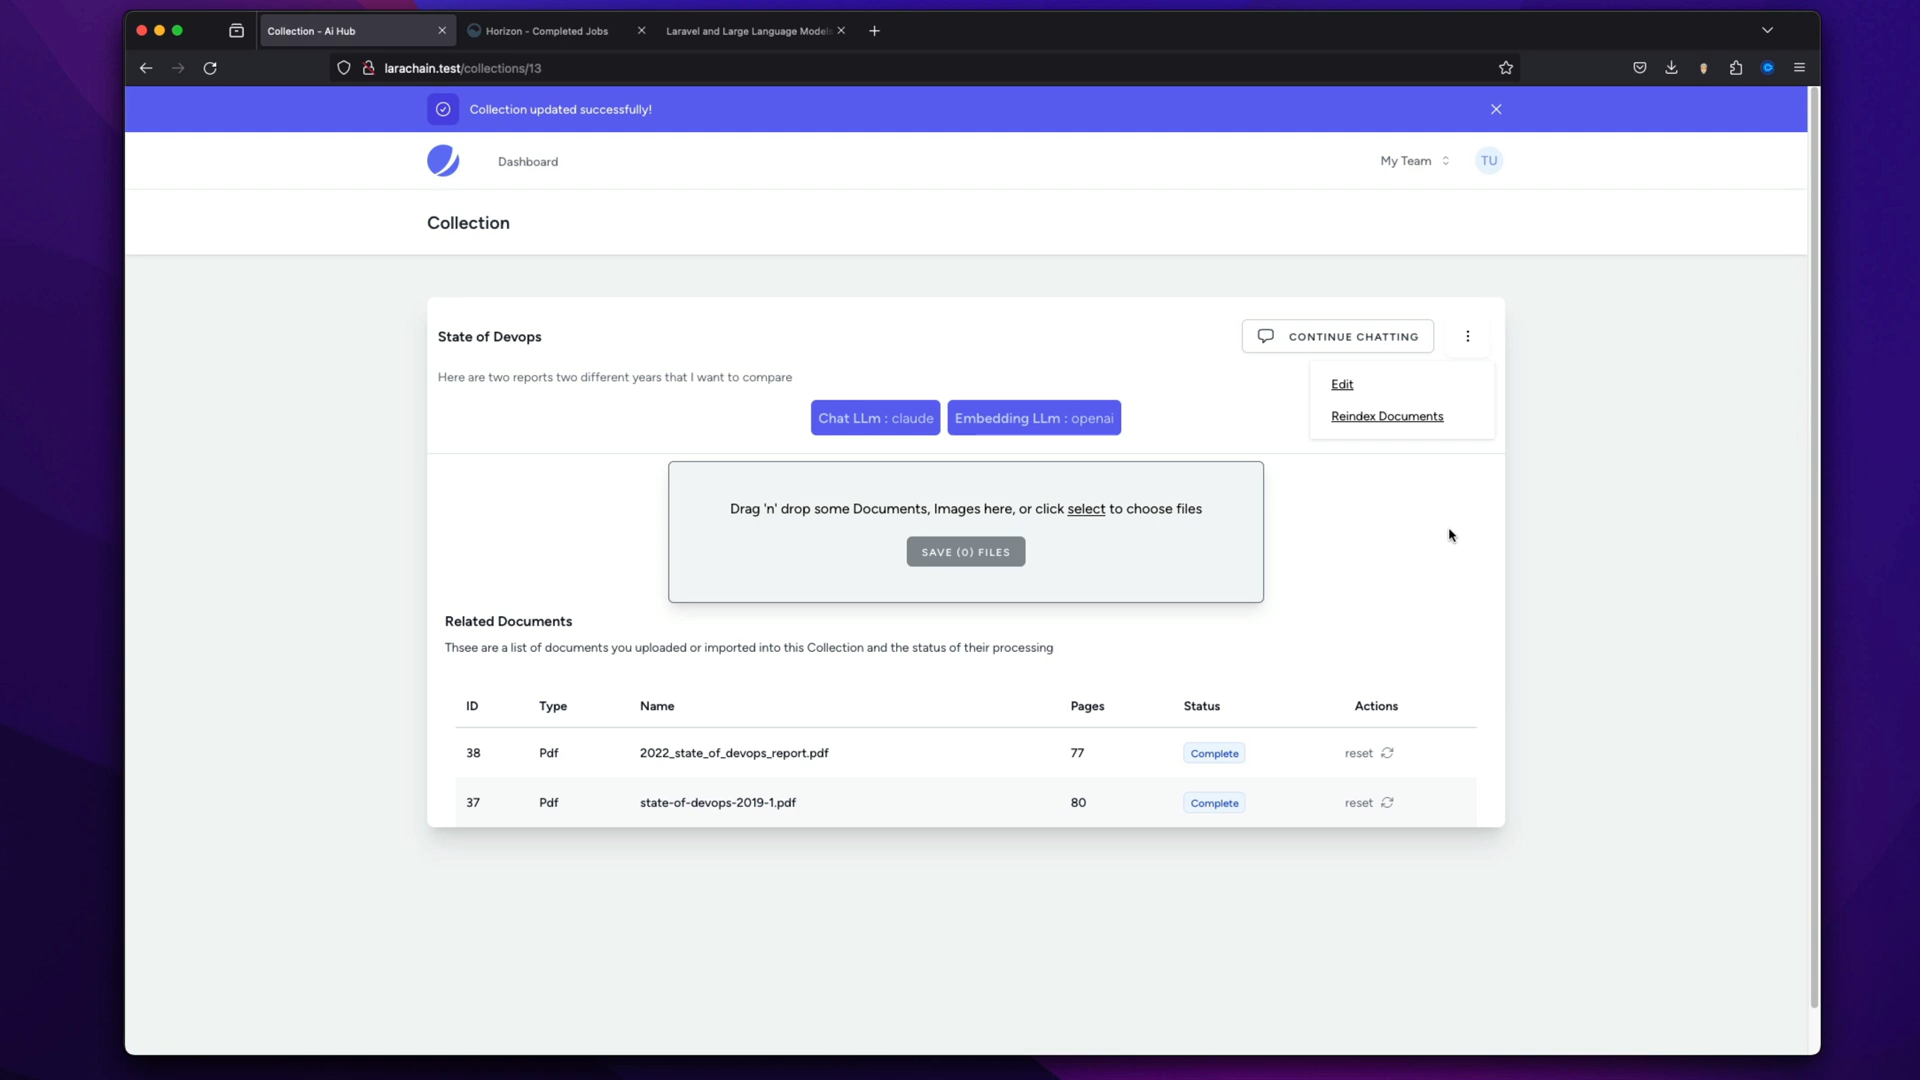 Collection - Ai Hub
Horizon - Completed Jobs
Laravel and Large Language Models
larachain.test/collections/13
Collection updated successfully!
Dashboard
My Team
TU
Collection
State of Devops
CONTINUE CHATTING
Here are two reports two different years that I want to compare
Edit
Reindex Documents
Chat LLm : claude
Embedding LLm : openai
Drag 'n' drop some Documents, Images here, or click select to choose files
SAVE (0) FILES
Related Documents
Thsee are a list of documents you uploaded or imported into this Collection and the status of their processing
ID Type Name Pages Status Actions
38 Pdf 2022_state_of_devops_report.pdf 77 Complete reset
37 Pdf state-of-devops-2019-1.pdf 80 Complete reset